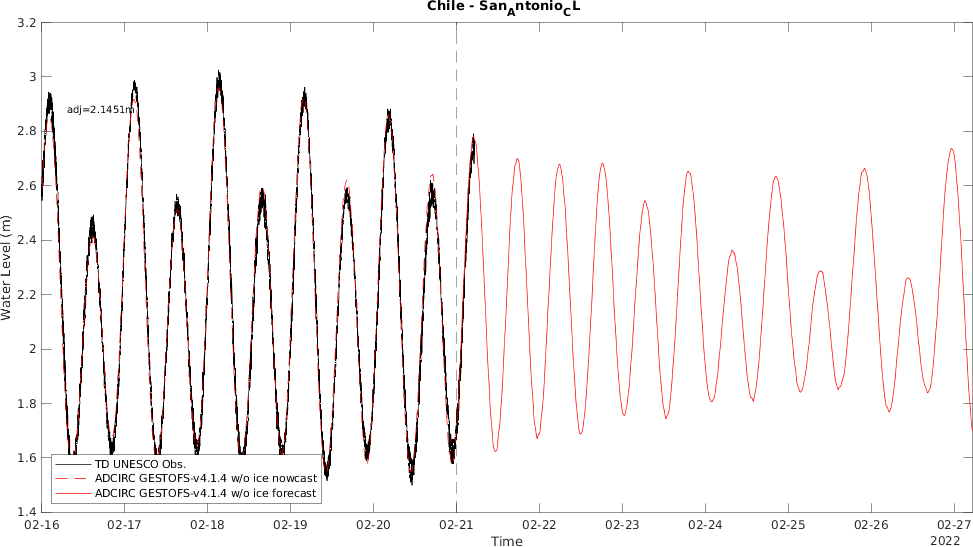 Chile - SanAntonioCL
3.2
3
2.8
2.6
2.4
2.2
2
1.8
1.6
1.4
Water Level (m)
adj=2.1451m
TD UNESCO Obs.
ADCIRC GESTOFS-v4.1.4 w/o ice nowcast
ADCIRC GESTOFS-v4.1.4 w/o ice forecast
02-16 02-17 02-18 02-19 02-20 02-21 02-22 02-23 02-24 02-25 02-26 02-27
Time
2022